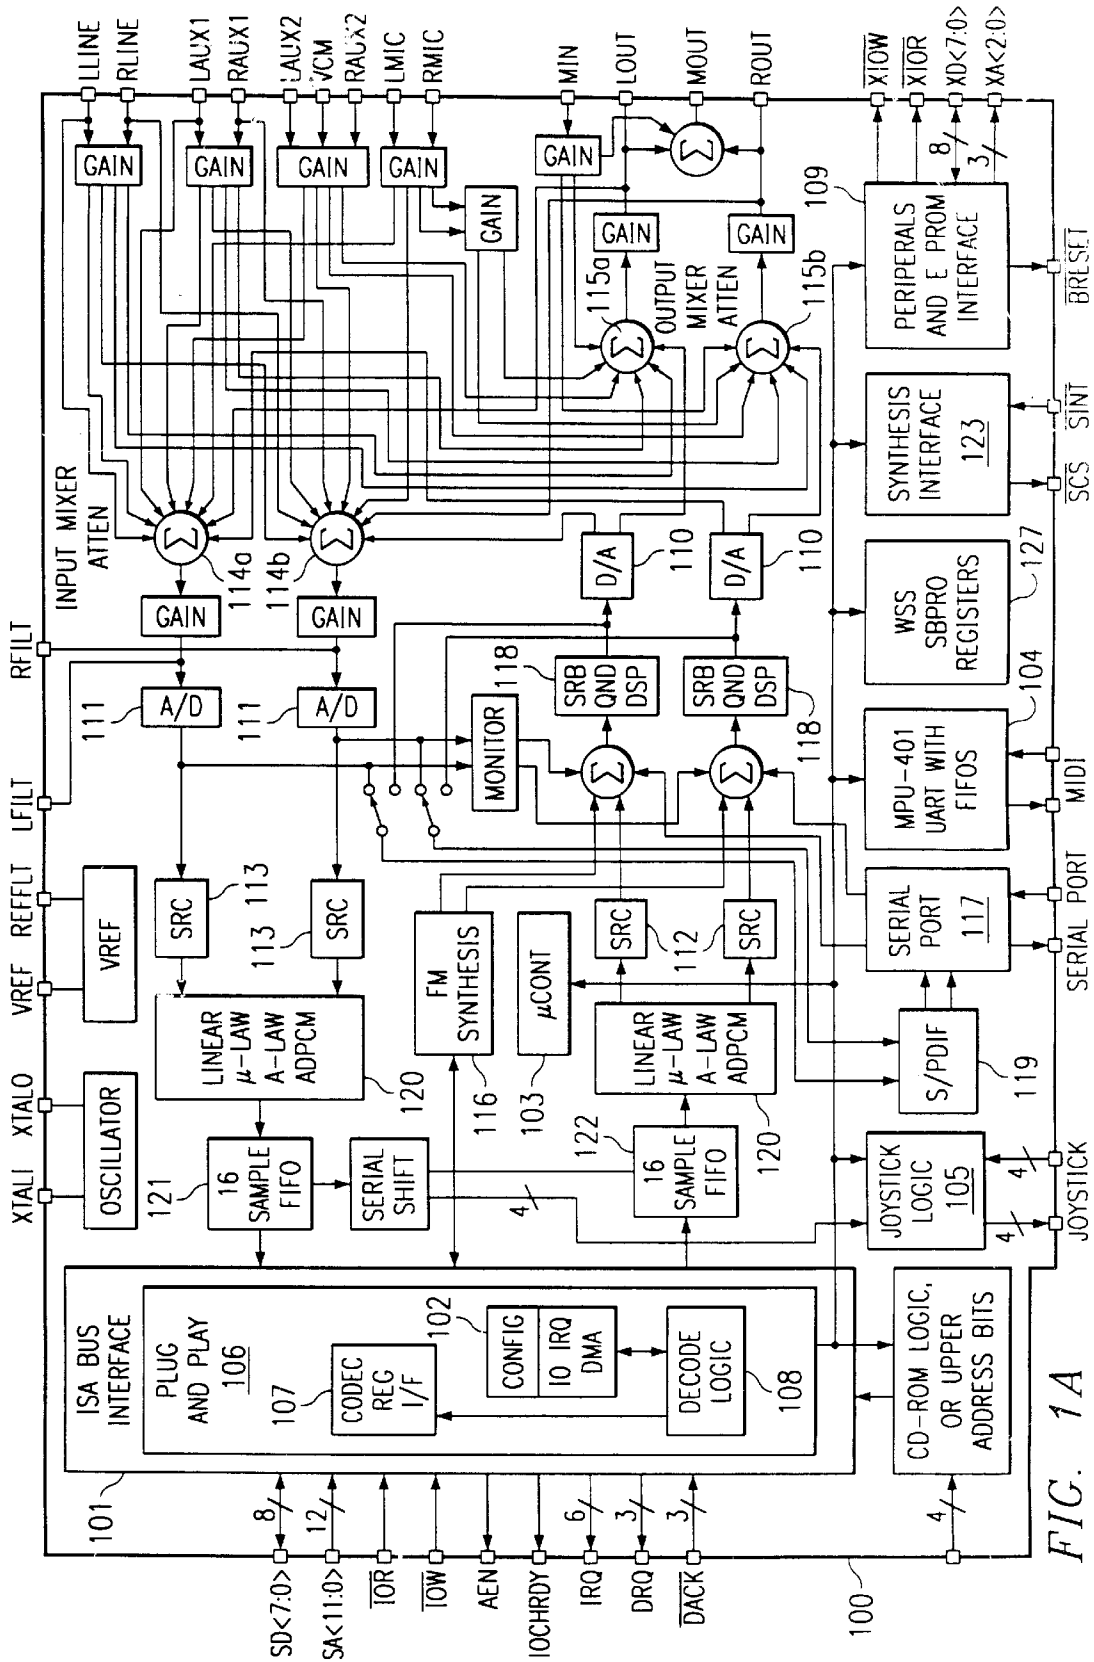 XTALI
XTALO
VREF
REFFLT
LFILT
RFILT
OSCILLATOR
VREF
INPUT MIXER
ATTEN
LLINE
RLINE
LAUX1
RAUX1
LAUX2
VCM
RAUX2
LMIC
RMIC
MIN
LOUT
MOUT
ROUT
XIOW
XIOR
XD<7:0>
XA<2:0>
8
3
GAIN
GAIN
GAIN
GAIN
GAIN
GAIN
GAIN
GAIN
GAIN
GAIN
Σ
Σ
Σ
Σ
Σ
Σ
Σ
114a
114b
115a
115b
OUTPUT
MIXER
ATTEN
A/D
A/D
111
111
SRC
SRC
113
113
LINEAR
μ-LAW
A-LAW
ADPCM
120
16
SAMPLE
FIFO
121
SERIAL
SHIFT
4
FM
SYNTHESIS
116
μCONT
103
MONITOR
SRB
QND
DSP
118
SRB
QND
DSP
118
D/A
D/A
110
110
SRC
SRC
112
LINEAR
μ-LAW
A-LAW
ADPCM
120
16
SAMPLE
FIFO
122
ISA BUS
INTERFACE
101
PLUG
AND PLAY
106
CODEC
REG
I/F
107
CONFIG
IO IRQ
DMA
102
DECODE
LOGIC
108
SD<7:0>
8
SA<11:0>
12
IOR
IOW
AEN
IOCHRDY
IRQ
6
DRQ
3
DACK
3
100
4
CD-ROM LOGIC,
OR UPPER
ADDRESS BITS
JOYSTICK
LOGIC
105
4
4
JOYSTICK
S/PDIF
119
SERIAL
PORT
117
SERIAL PORT
MPU-401
UART WITH
FIFOS
104
MIDI
WSS
SBPRO
REGISTERS
127
SYNTHESIS
INTERFACE
123
SCS
SINT
PERIPERALS
AND E PROM
INTERFACE
109
BRESET
FIG. 1A